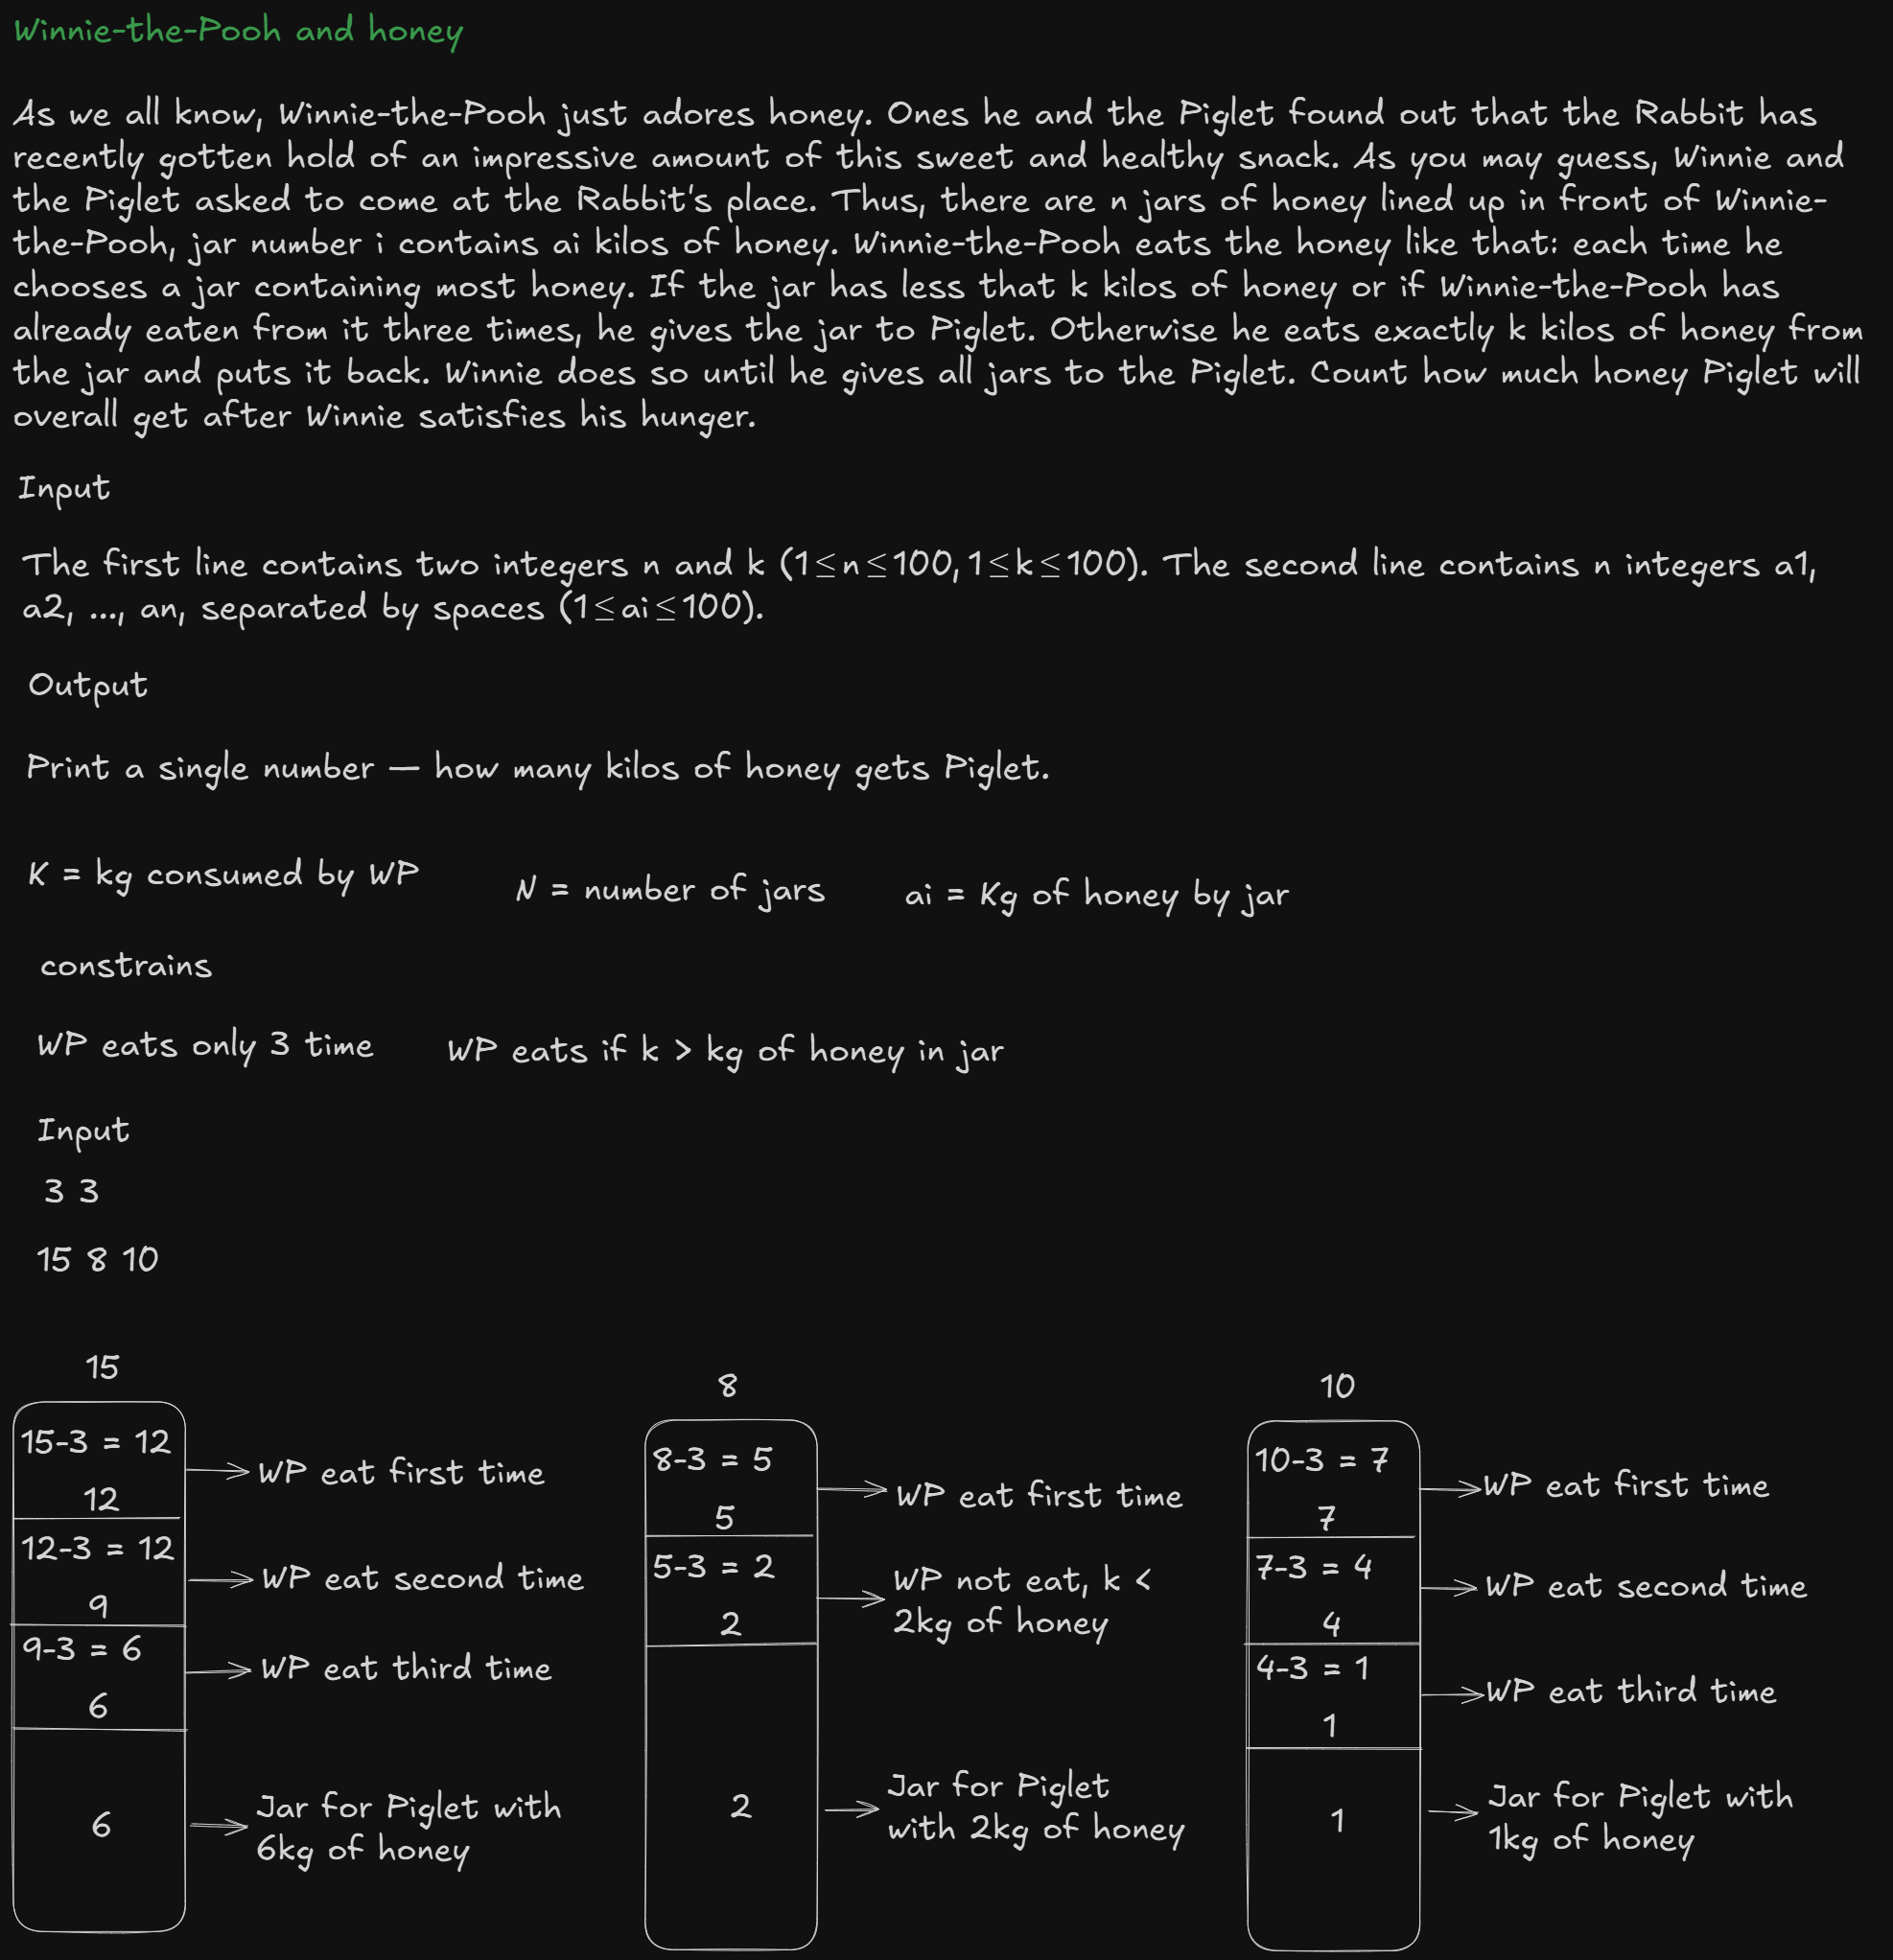 Winnie-the-Pooh and honey
As we all know, Winnie-the-Pooh just adores honey. Ones he and the Piglet found out that the Rabbit has
recently gotten hold of an impressive amount of this sweet and healthy snack. As you may guess, Winnie and
the Piglet asked to come at the Rabbit's place. Thus, there are n jars of honey lined up in front of Winnie-
the-Pooh, jar number i contains ai kilos of honey. Winnie-the-Pooh eats the honey like that: each time he
chooses a jar containing most honey. If the jar has less that k kilos of honey or if Winnie-the-Pooh has
already eaten from it three times, he gives the jar to Piglet. Otherwise he eats exactly k kilos of honey from
the jar and puts it back. Winnie does so until he gives all jars to the Piglet. Count how much honey Piglet will
overall get after Winnie satisfies his hunger.
Input
The first line contains two integers n and k (1 ≤ n ≤ 100, 1 ≤ k ≤ 100). The second line contains n integers a1,
a2, ..., an, separated by spaces (1 ≤ ai ≤ 100).
Output
Print a single number — how many kilos of honey gets Piglet.
K = kg consumed by WP
N = number of jars
ai = Kg of honey by jar
constrains
WP eats only 3 time
WP eats if k > kg of honey in jar
Input
3 3
15 8 10
15
15-3 = 12
12
WP eat first time
12-3 = 12
9
WP eat second time
9-3 = 6
6
WP eat third time
6
Jar for Piglet with
6kg of honey
8
8-3 = 5
5
WP eat first time
5-3 = 2
2
WP not eat, k <
2kg of honey
2
Jar for Piglet
with 2kg of honey
10
10-3 = 7
7
WP eat first time
7-3 = 4
4
WP eat second time
4-3 = 1
1
WP eat third time
1
Jar for Piglet with
1kg of honey